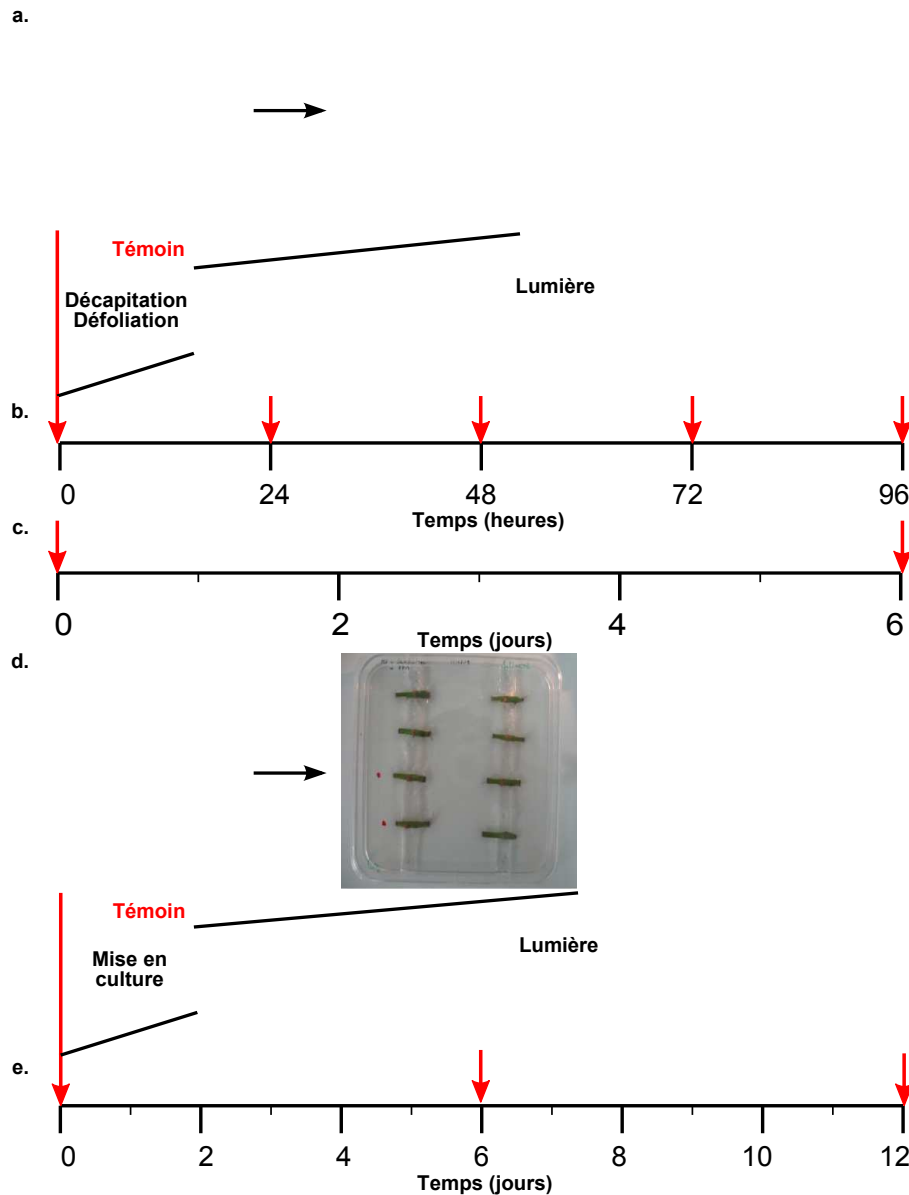 a.
Témoin
Décapitation
Défoliation
Lumière
b.
0 24 48 72 96
Temps (heures)
c.
0 2 4 6
Temps (jours)
d.
Témoin
Mise en
culture
Lumière
e.
0 2 4 6 8 10 12
Temps (jours)